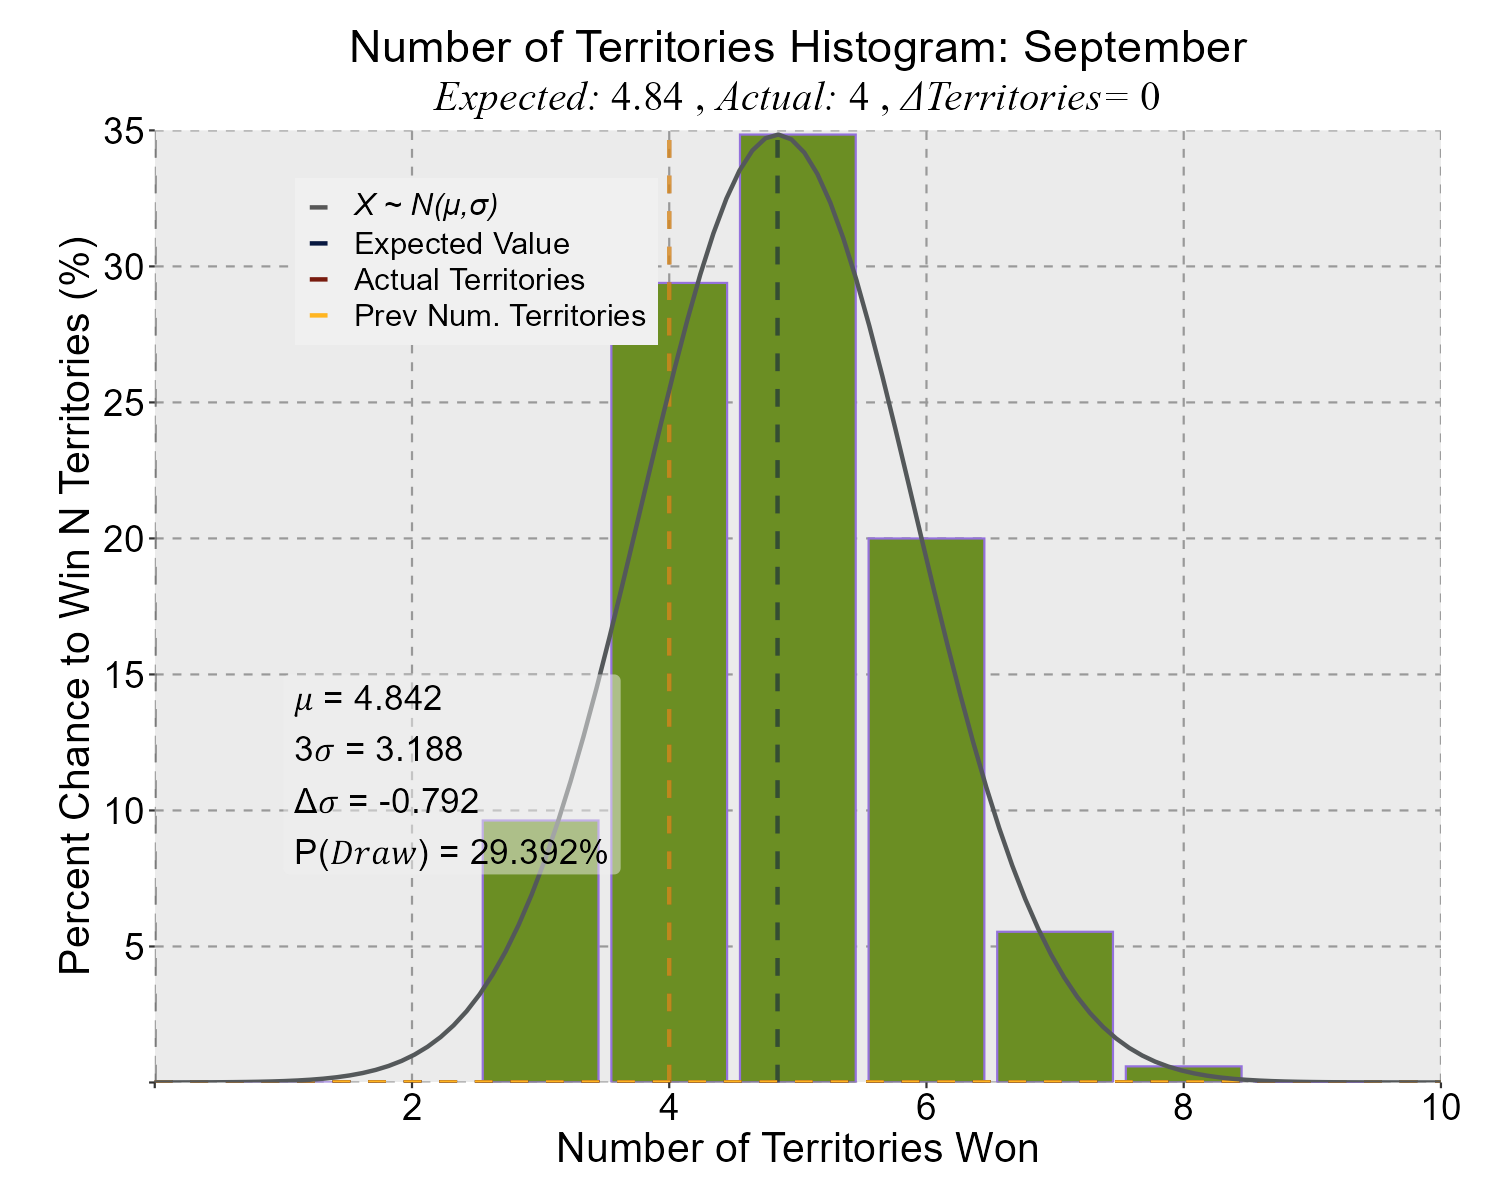 Number of Territories Histogram: September
Expected: 4.84 , Actual: 4 , ΔTerritories= 0
Percent Chance to Win N Territories (%)
35
30
25
20
15
10
5
X ~ N(μ,σ)
Expected Value
Actual Territories
Prev Num. Territories
μ = 4.842
3σ = 3.188
Δσ = -0.792
P(Draw) = 29.392%
2 4 6 8 10
Number of Territories Won